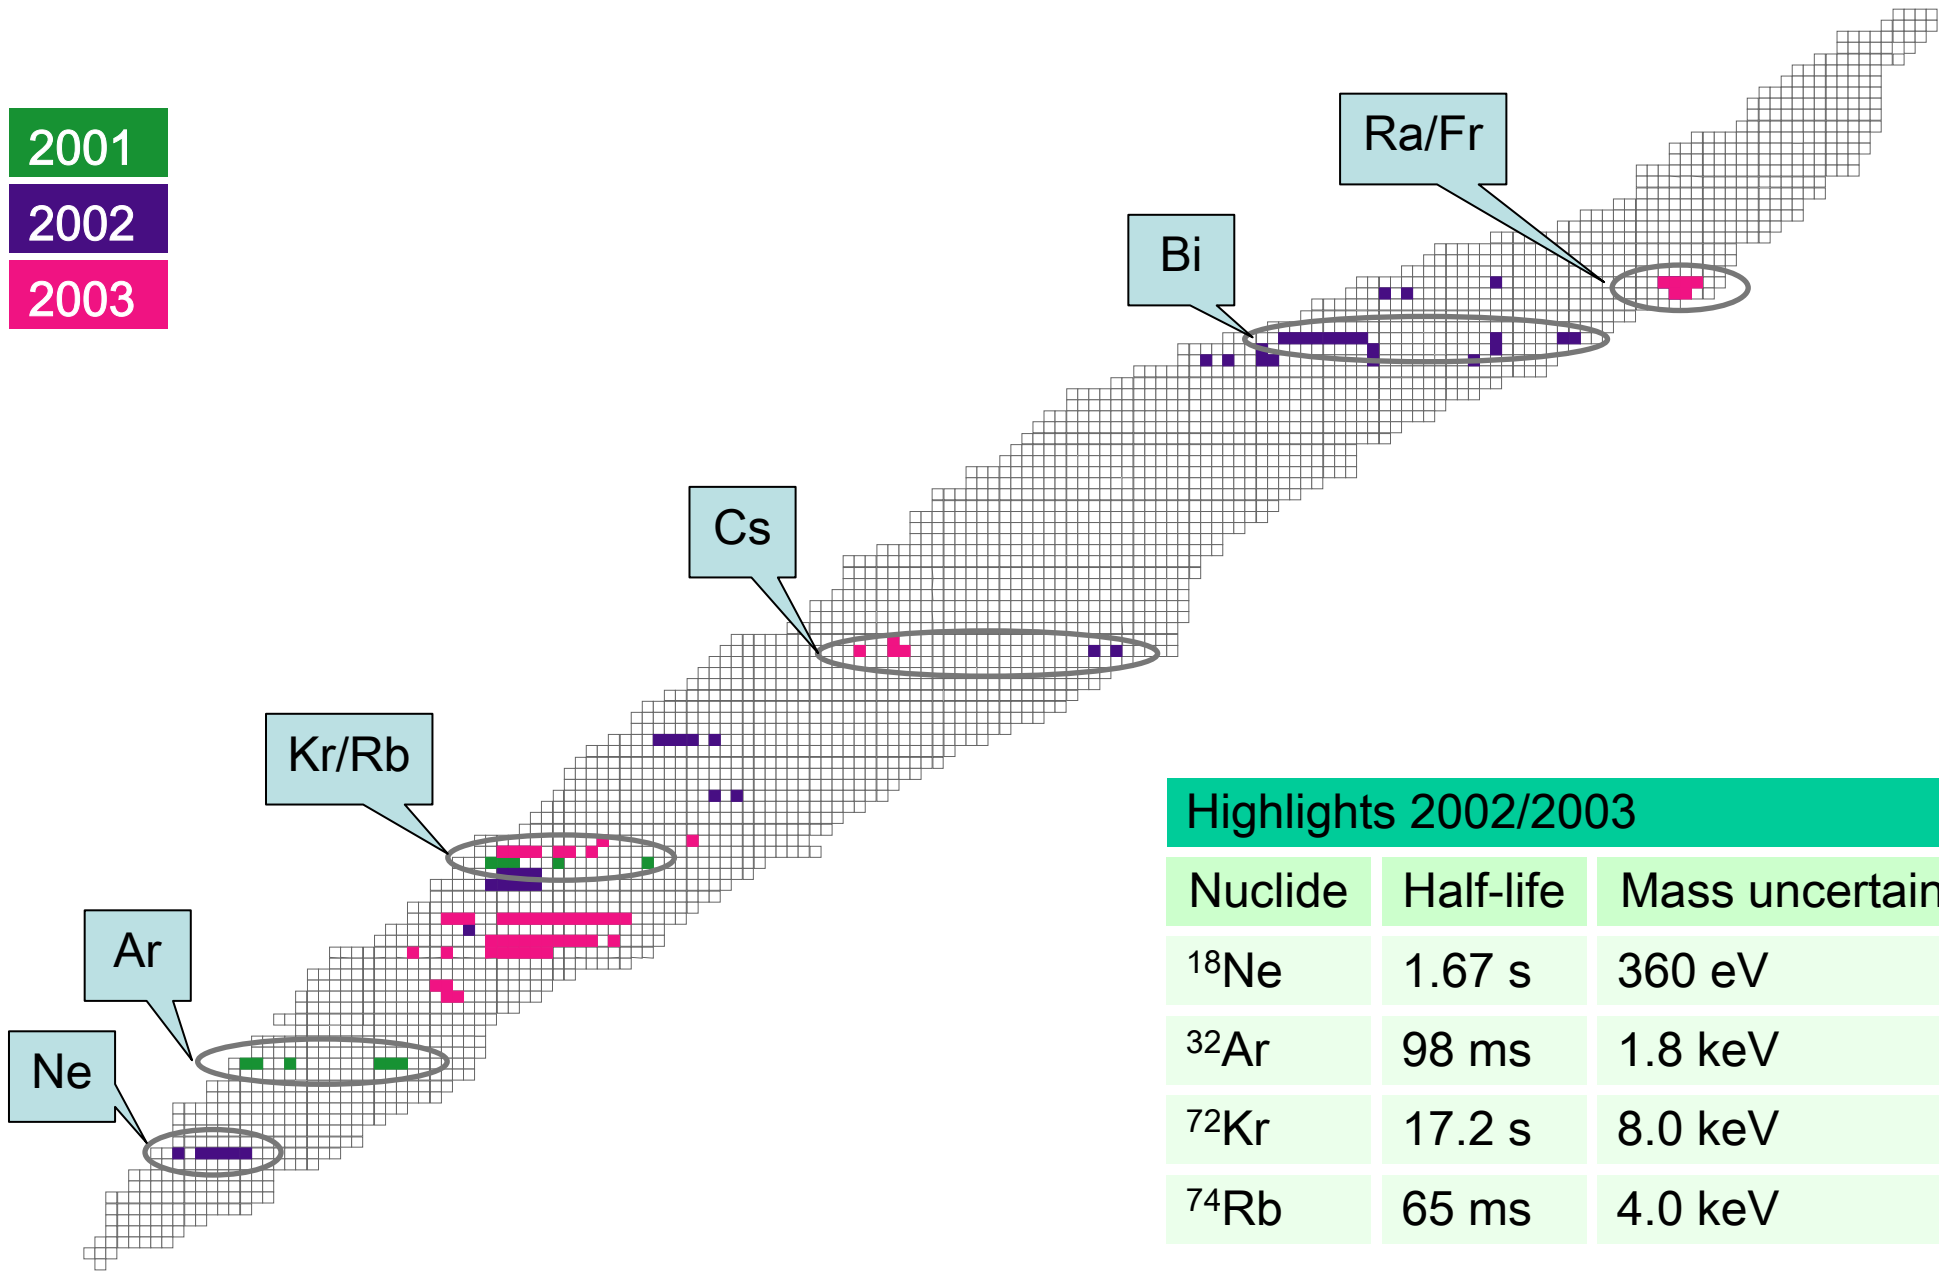 2001
2002
2003
Ra/Fr
Bi
Cs
Kr/Rb
Ar
Ne
Highlights 2002/2003
Nuclide Half-life Mass uncertain
¹⁸Ne 1.67 s 360 eV
³²Ar 98 ms 1.8 keV
⁷²Kr 17.2 s 8.0 keV
⁷⁴Rb 65 ms 4.0 keV